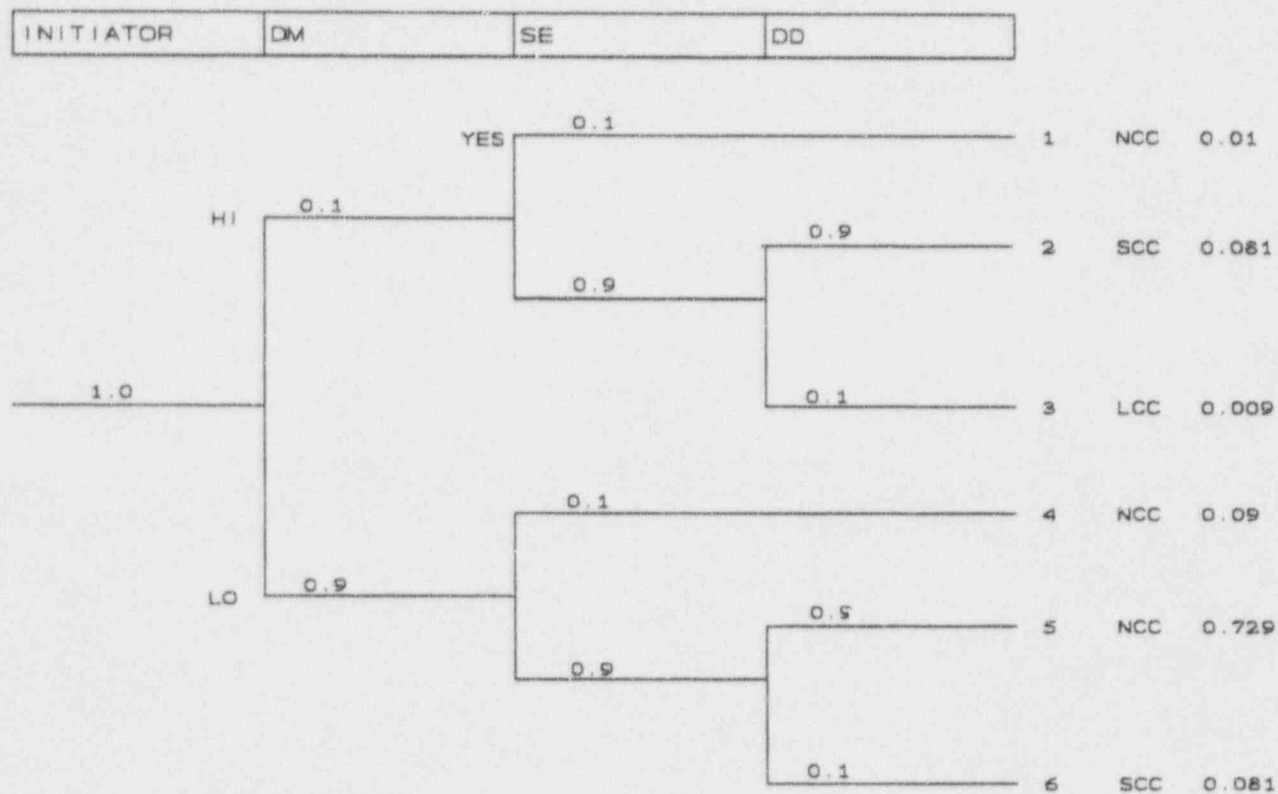 INITIATOR DM SE DD
YES 0.1 1 NCC 0.01
HI 0.1
0.9 2 SCC 0.081
0.9
1.0
0.1 3 LCC 0.009
0.1 4 NCC 0.09
LO 0.9
5 NCC 0.729
0.9
0.1 6 SCC 0.081